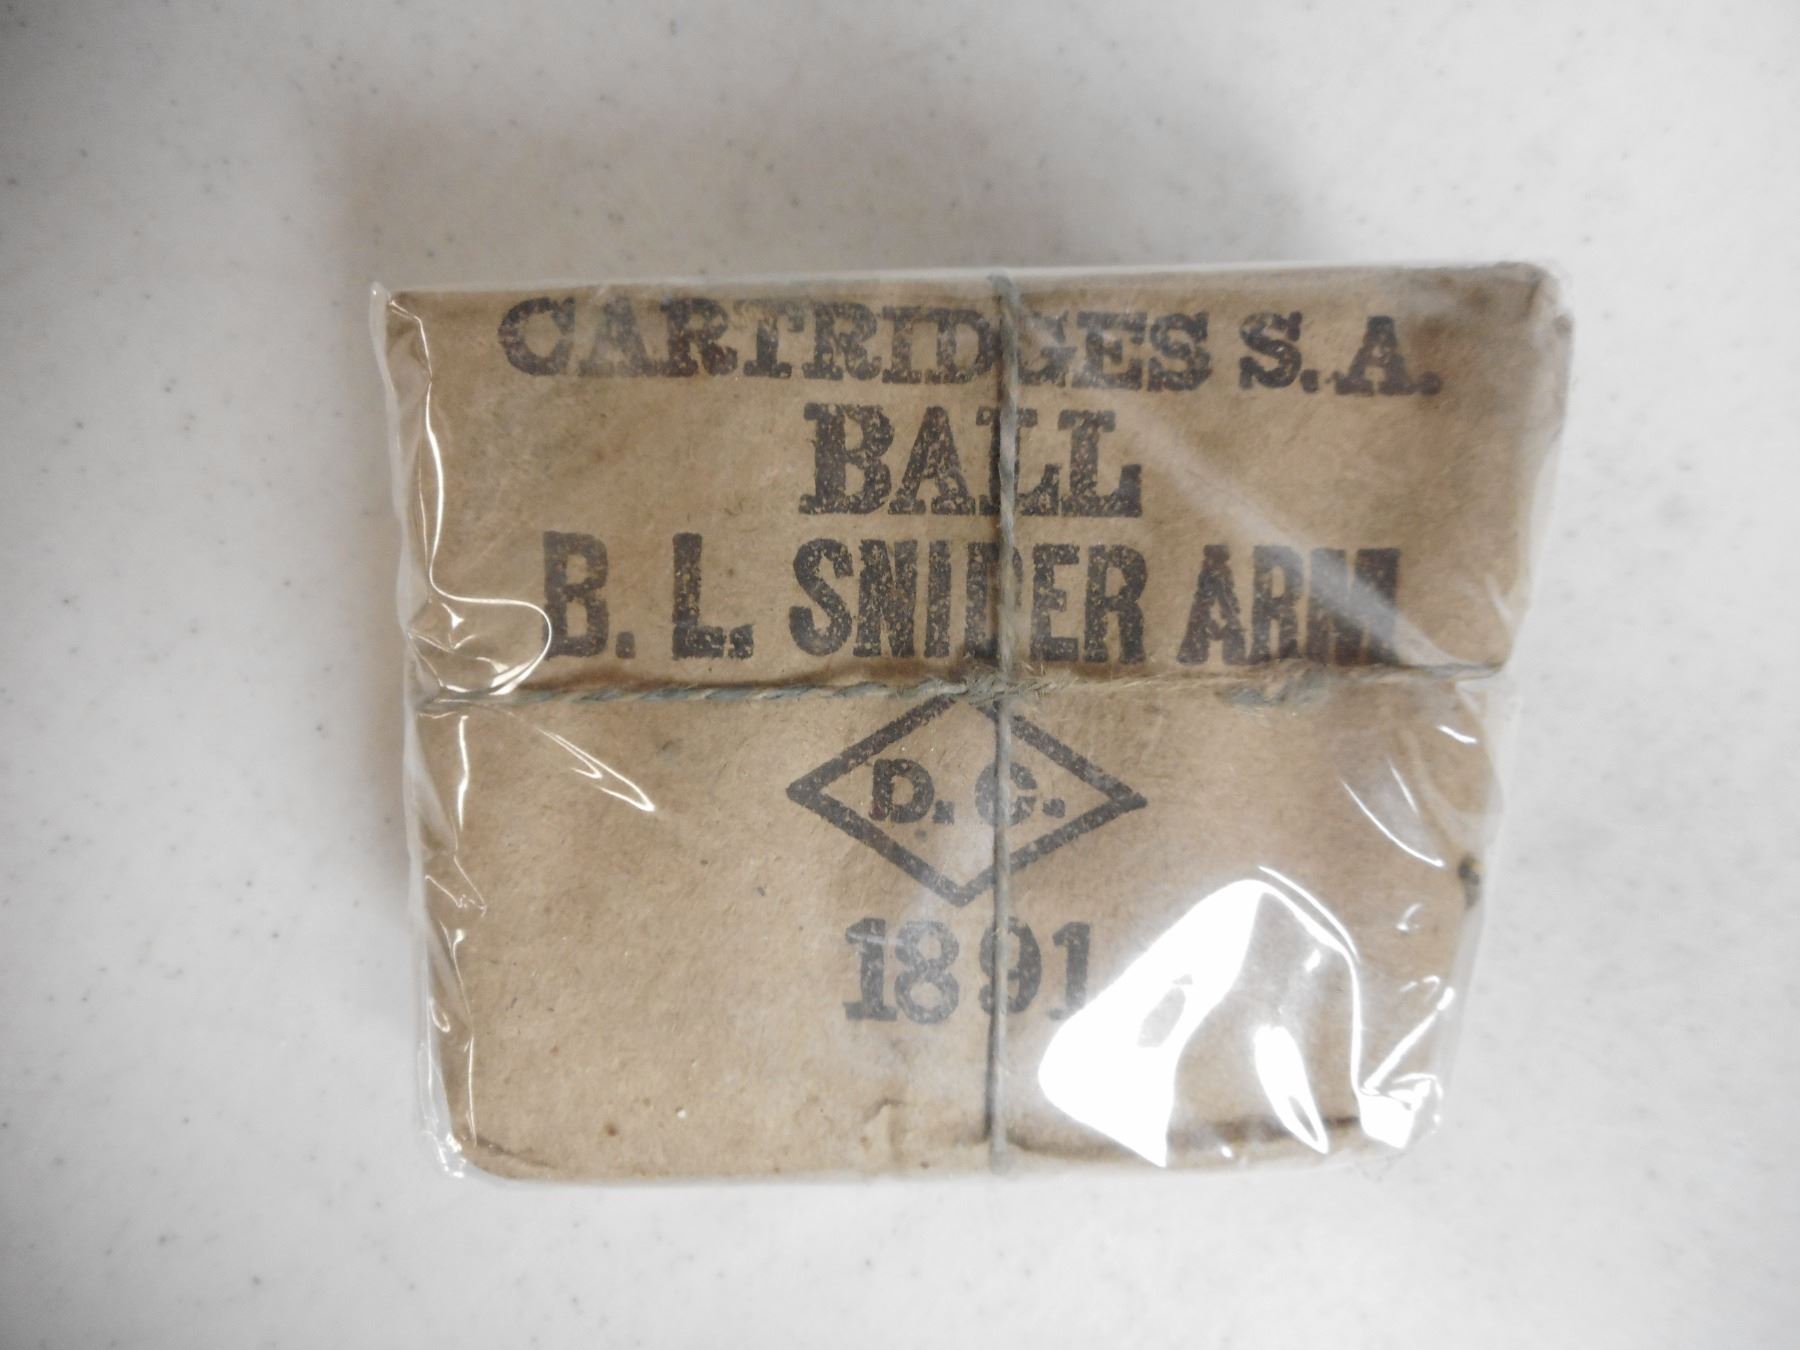 CARTRIDGES S.A.
BALL
B. L. SNIDER ARM
D. C.
1891